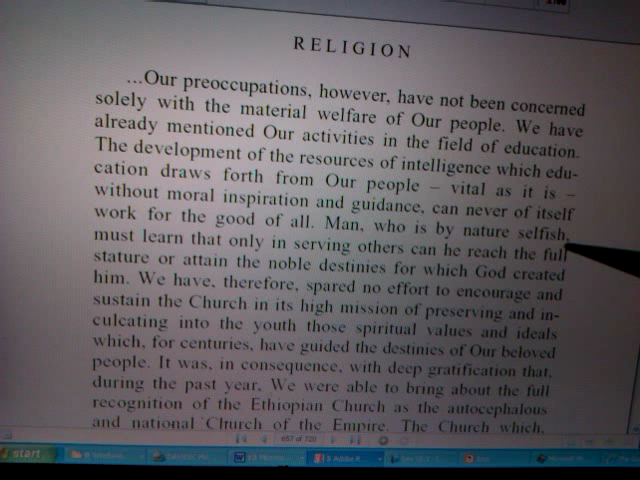 RELIGION
...Our preoccupations, however, have not been concerned
solely with the material welfare of Our people. We have
already mentioned Our activities in the field of education.
The development of the resources of intelligence which edu-
cation draws forth from Our people – vital as it is –
without moral inspiration and guidance, can never of itself
work for the good of all. Man, who is by nature selfish,
must learn that only in serving others can he reach the full
stature or attain the noble destinies for which God created
him. We have, therefore, spared no effort to encourage and
sustain the Church in its high mission of preserving and in-
culcating into the youth those spiritual values and ideals
which, for centuries, have guided the destinies of Our beloved
people. It was, in consequence, with deep gratification that,
during the past year, We were able to bring about the full
recognition of the Ethiopian Church as the autocephalous
and national Church of the Empire. The Church which,
657 of 720
start